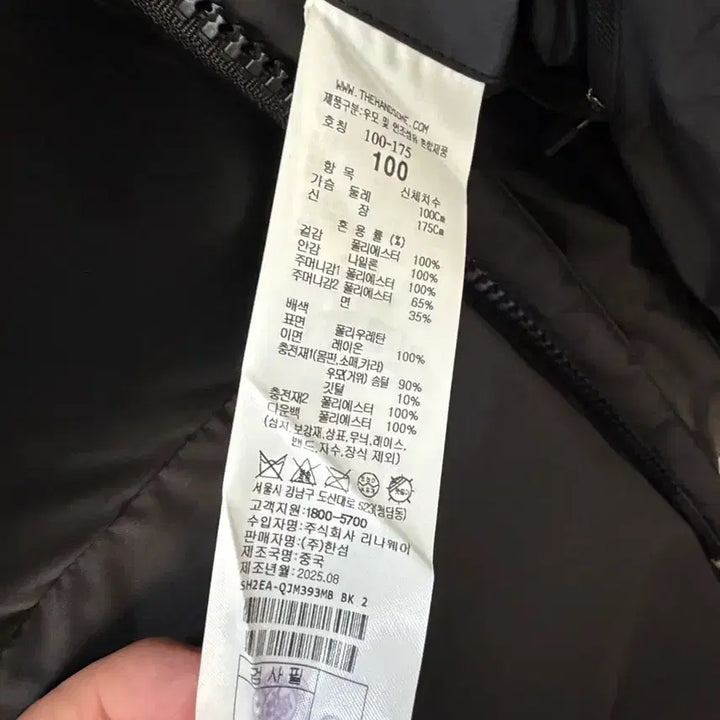 WWW.THEHANDSOME.COM
제품구분:우모 및 인조섬유 혼합제품
호칭 100-175
100
항 목 신체치수
가슴 둘레 100Cm
신 장 175Cm
혼 용 률 (%)
겉감 폴리에스터 100%
안감 나일론 100%
주머니감1 폴리에스터 100%
주머니감2 폴리에스터 65%
면 35%
배색
표면 폴리우레탄
이면 레이온 100%
충전재1(몸판,소매,카라)
우모(거위) 솜털 90%
깃털 10%
충전재2 폴리에스터 100%
다운백 폴리에스터 100%
(심지,보강재,상표,무늬,레이스,
밴드,자수,장식 제외)
서울시 강남구 도산대로 523(청담동)
고객지원:1800-5700
수입자명:주식회사 리나웨이
판매자명:(주)한섬
제조국명:중국
제조년월:2025.08
SH2EA-QJM393MB BK 2
검사필